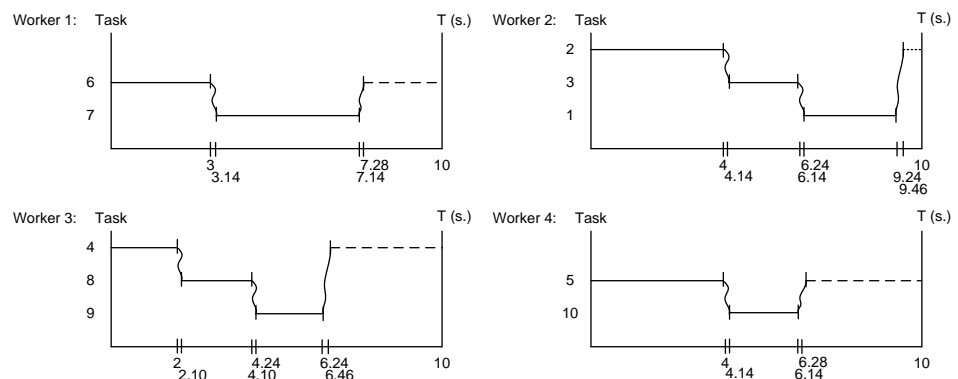 Worker 1: Task T (s.)
6
7
3 7.28 10
3.14 7.14
Worker 2: Task T (s.)
2
3
1
4 6.24 10
4.14 6.14 9.24
9.46
Worker 3: Task T (s.)
4
8
9
2 4.24 6.24 10
2.10 4.10 6.46
Worker 4: Task T (s.)
5
10
4 6.28 10
4.14 6.14